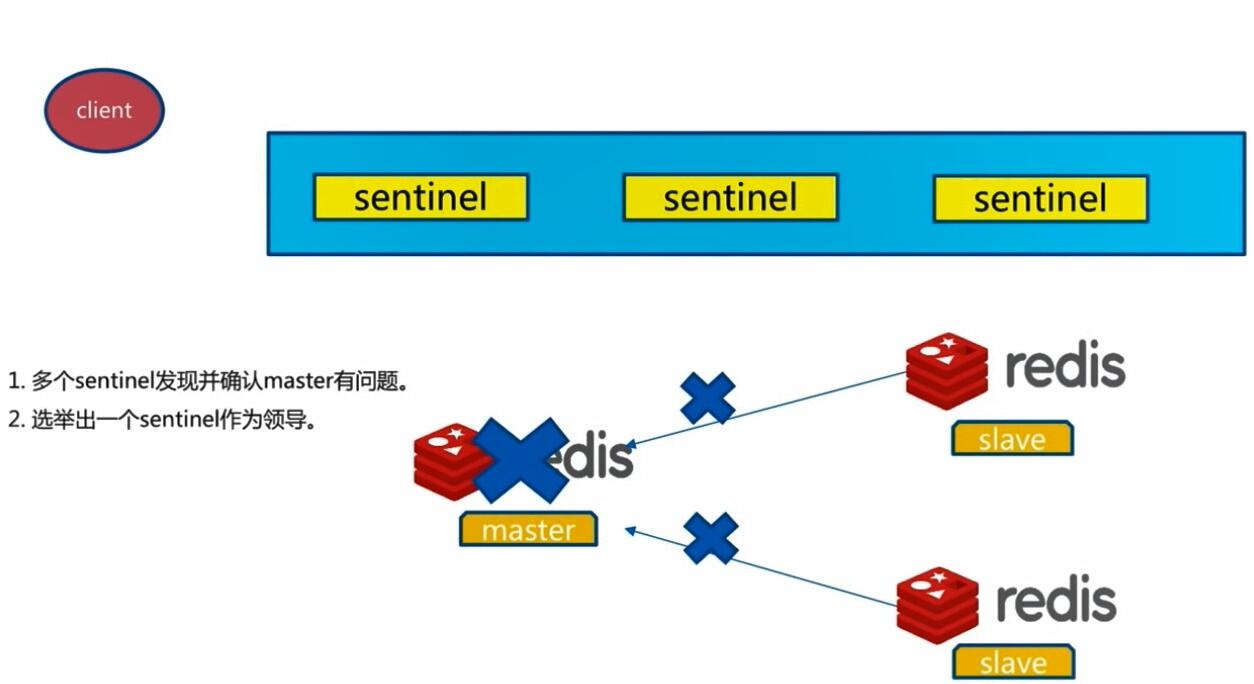 client
sentinel sentinel sentinel
1. 多个sentinel发现并确认master有问题。
2. 选举出一个sentinel作为领导。
redis
slave
edis
master
redis
slave